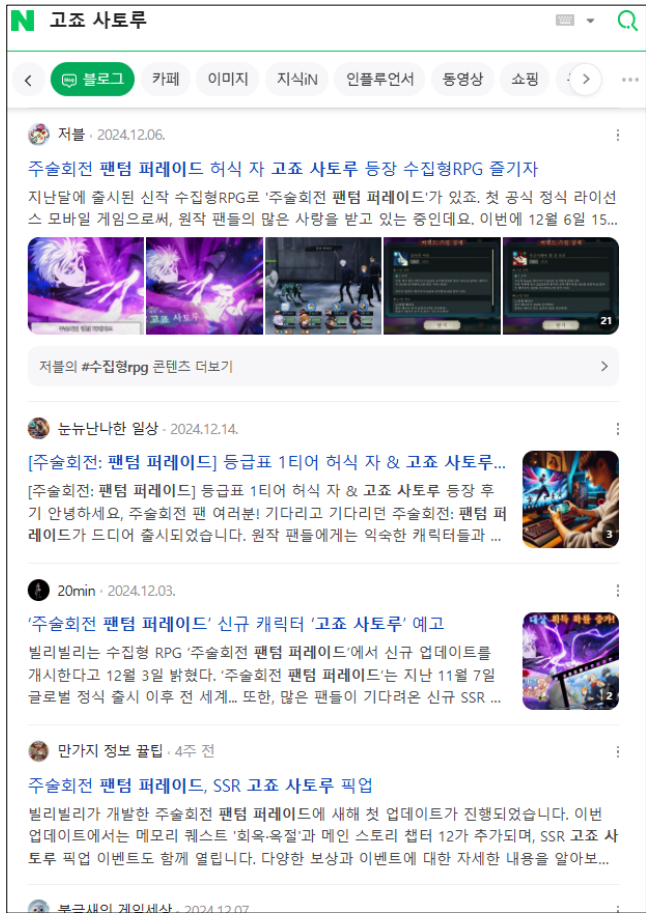 N 고죠 사토루
블로그 카페 이미지 지식iN 인플루언서 동영상 쇼핑
저블 · 2024.12.06.
주술회전 팬텀 퍼레이드 허식 자 고죠 사토루 등장 수집형RPG 즐기자
지난달에 출시된 신작 수집형RPG로 '주술회전 팬텀 퍼레이드'가 있죠. 첫 공식 정식 라이선
스 모바일 게임으로써, 원작 팬들의 많은 사랑을 받고 있는 중인데요. 이번에 12월 6일 15...
고죠 사토루
21
저블의 #수집형rpg 콘텐츠 더보기
눈뉴난나한 일상 · 2024.12.14.
[주술회전: 팬텀 퍼레이드] 등급표 1티어 허식 자 & 고죠 사토루...
[주술회전: 팬텀 퍼레이드] 등급표 1티어 허식 자 & 고죠 사토루 등장 후
기 안녕하세요, 주술회전 팬 여러분! 기다리고 기다리던 주술회전: 팬텀 퍼
레이드가 드디어 출시되었습니다. 원작 팬들에게는 익숙한 캐릭터들과 ...
3
20min · 2024.12.03.
‘주술회전 팬텀 퍼레이드’ 신규 캐릭터 ‘고죠 사토루’ 예고
빌리빌리는 수집형 RPG ‘주술회전 팬텀 퍼레이드’에서 신규 업데이트를
개시한다고 12월 3일 밝혔다. ‘주술회전 팬텀 퍼레이드’는 지난 11월 7일
글로벌 정식 출시 이후 전 세계... 또한, 많은 팬들이 기다려온 신규 SSR ...
대상 획득 확률 증가!
2
만가지 정보 꿀팁 · 4주 전
주술회전 팬텀 퍼레이드, SSR 고죠 사토루 픽업
빌리빌리가 개발한 주술회전 팬텀 퍼레이드에 새해 첫 업데이트가 진행되었습니다. 이번
업데이트에서는 메모리 퀘스트 '회옥·옥절'과 메인 스토리 챕터 12가 추가되며, SSR 고죠 사
토루 픽업 이벤트도 함께 열립니다. 다양한 보상과 이벤트에 대한 자세한 내용을 알아보...
북극새의 게임세상 · 2024.12.07.